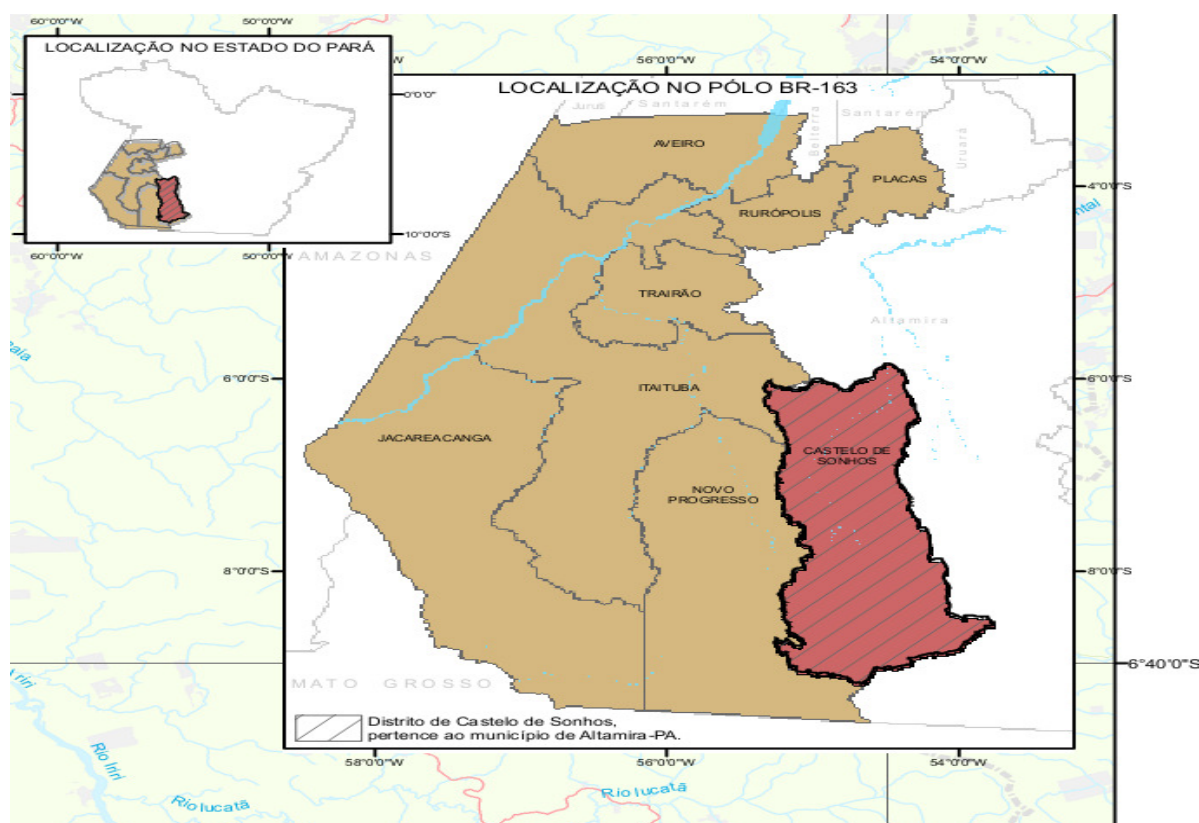 60°0'0"W
50°0'0"W
LOCALIZAÇÃO NO ESTADO DO PARÁ
0°0'0"
10°0'0"S
60°0'0"W
50°0'0"W
56°0'0"W
54°0'0"W
LOCALIZAÇÃO NO PÓLO BR-163
Juruti
Santarém
Belterra
Santarém
Uruará
AVEIRO
PLACAS
4°0'0"S
RURÓPOLIS
AMAZONAS
TRAIRÃO
Altamira
6°0'0"S
6°0'0"S
ITAITUBA
JACAREACANGA
CASTELO DE
SONHOS
NOVO
PROGRESSO
8°0'0"S
8°0'0"S
6°40'0"S
Iriri
MATO GROSSO
Distrito de Castelo de Sonhos,
pertence ao município de Altamira-PA.
58°0'0"W
56°0'0"W
54°0'0"W
Rio Iriri
Rio Iucatã
Rio Iriri